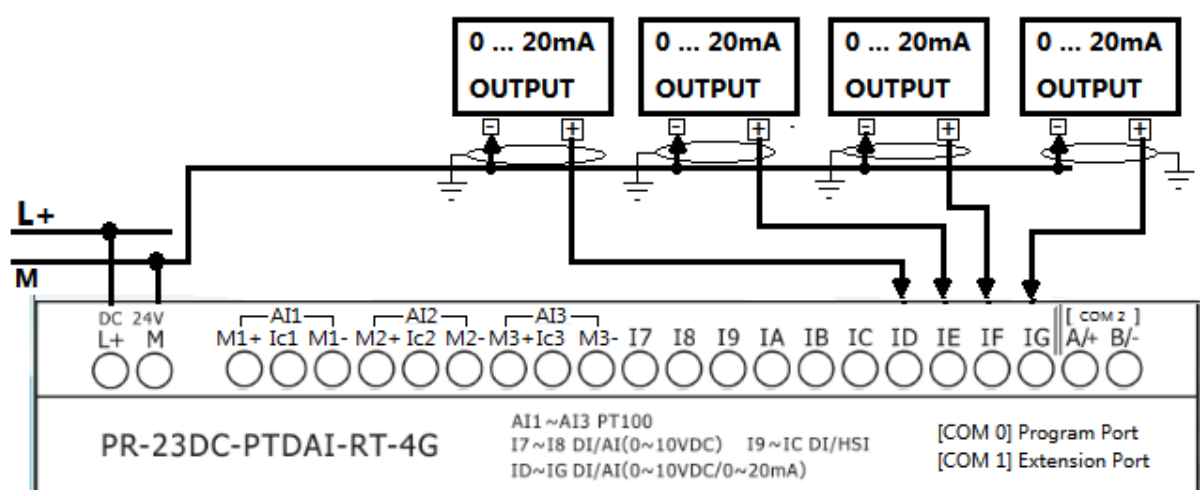 0 ... 20mA 0 ... 20mA 0 ... 20mA 0 ... 20mA
OUTPUT OUTPUT OUTPUT OUTPUT
- + - + - + - +
L+
M
DC 24V AI1 AI2 AI3 [ COM 2 ]
L+ M M1+ Ic1 M1- M2+ Ic2 M2- M3+ Ic3 M3- I7 I8 I9 IA IB IC ID IE IF IG A/+ B/-
PR-23DC-PTDAI-RT-4G
AI1~AI3 PT100
I7~I8 DI/AI(0~10VDC) I9~IC DI/HSI
ID~IG DI/AI(0~10VDC/0~20mA)
[COM 0] Program Port
[COM 1] Extension Port